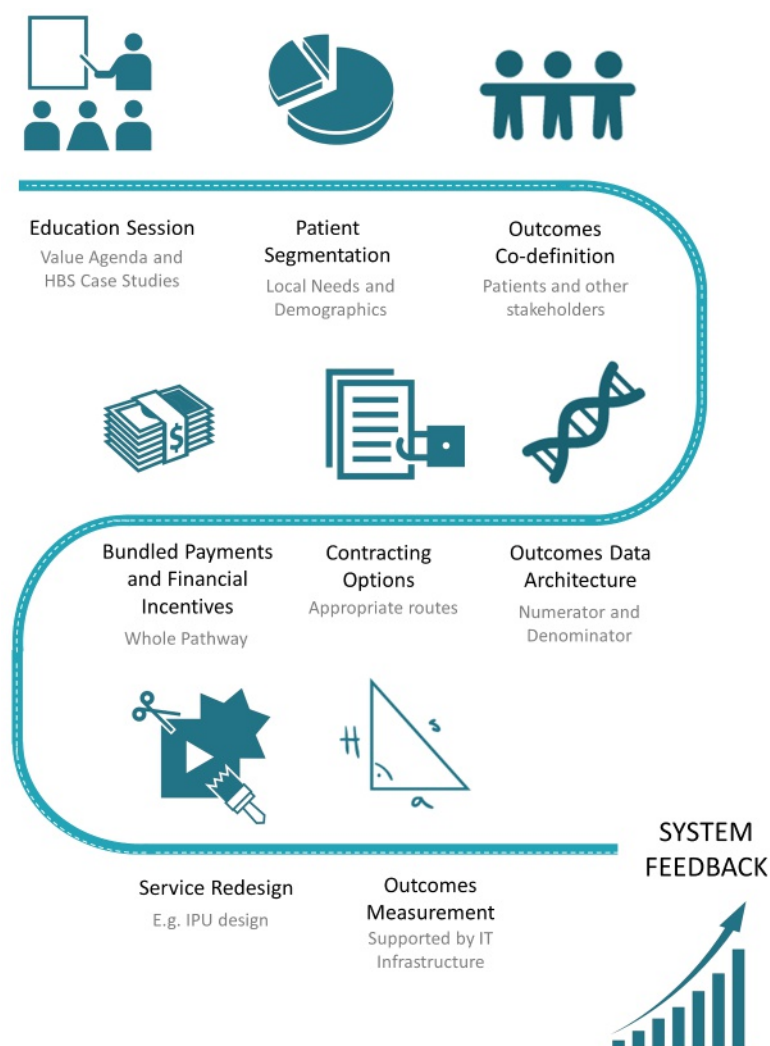 Education Session
Value Agenda and
HBS Case Studies
Patient
Segmentation
Local Needs and
Demographics
Outcomes
Co-definition
Patients and other
stakeholders
$
Bundled Payments
and Financial
Incentives
Whole Pathway
Contracting
Options
Appropriate routes
Outcomes Data
Architecture
Numerator and
Denominator
H
s
a
Service Redesign
E.g. IPU design
Outcomes
Measurement
Supported by IT
Infrastructure
SYSTEM
FEEDBACK